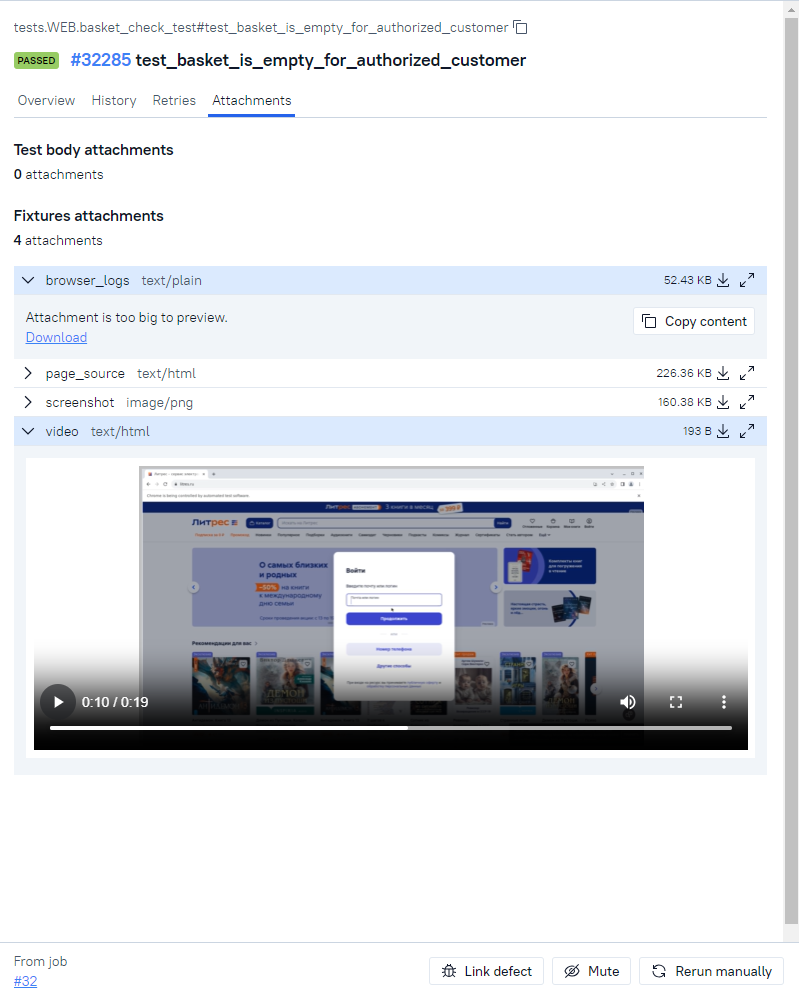 tests.WEB.basket_check_test#test_basket_is_empty_for_authorized_customer
PASSED #32285 test_basket_is_empty_for_authorized_customer
Overview History Retries Attachments
Test body attachments
0 attachments
Fixtures attachments
4 attachments
browser_logs text/plain 52.43 KB
Attachment is too big to preview.
Download
Copy content
page_source text/html 226.36 KB
screenshot image/png 160.38 KB
video text/html 193 B
Chrome is being controlled by automated test software
Литрес 3 книги в месяц
Литрес Каталог Найти
О самых близких
и родных
-50% на книги
к международному
дню семьи
Войти
Введите почту или логин
Продолжить
Номер телефона
Другие способы
Комплекты книг
Рекомендации для вас
0:10 / 0:19
From job
#32
Link defect Mute Rerun manually